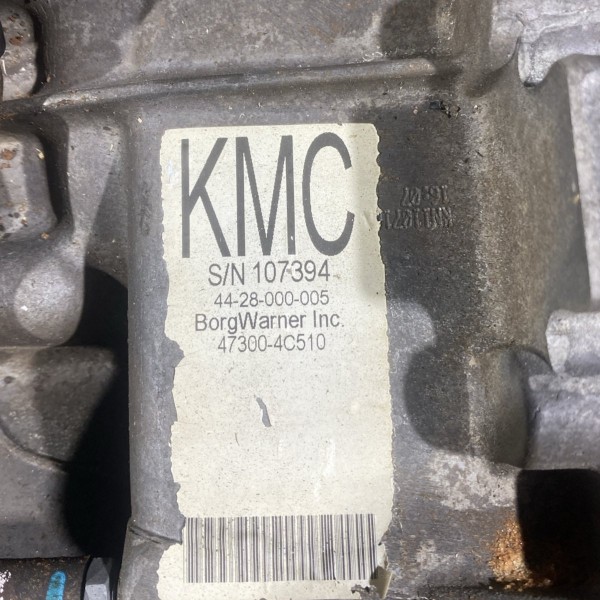 KMC
S/N 107394
44-28-000-005
BorgWarner Inc.
47300-4C510